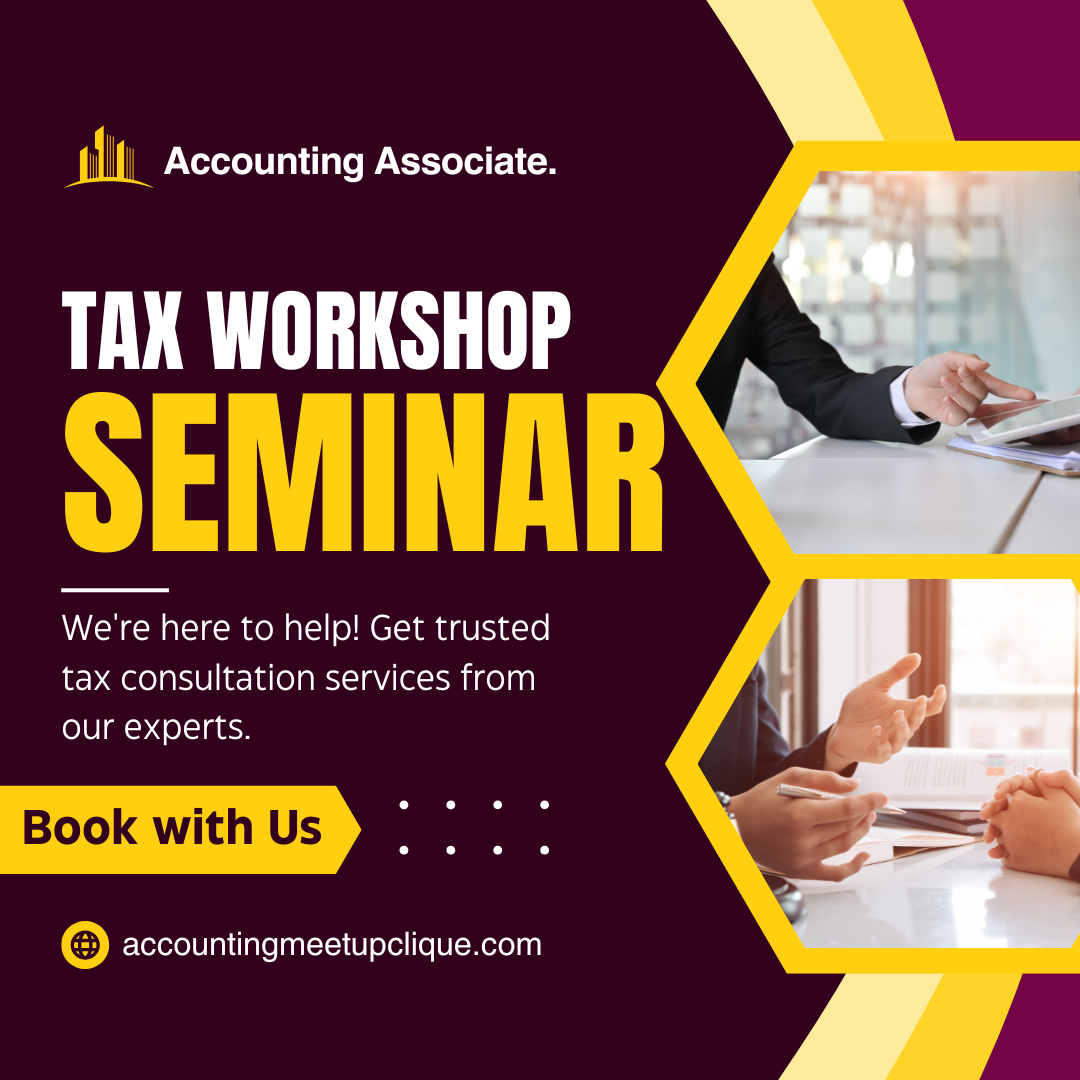 Accounting Associate.
TAX WORKSHOP
SEMINAR
We're here to help! Get trusted
tax consultation services from
our experts.
Book with Us
accountingmeetupclique.com